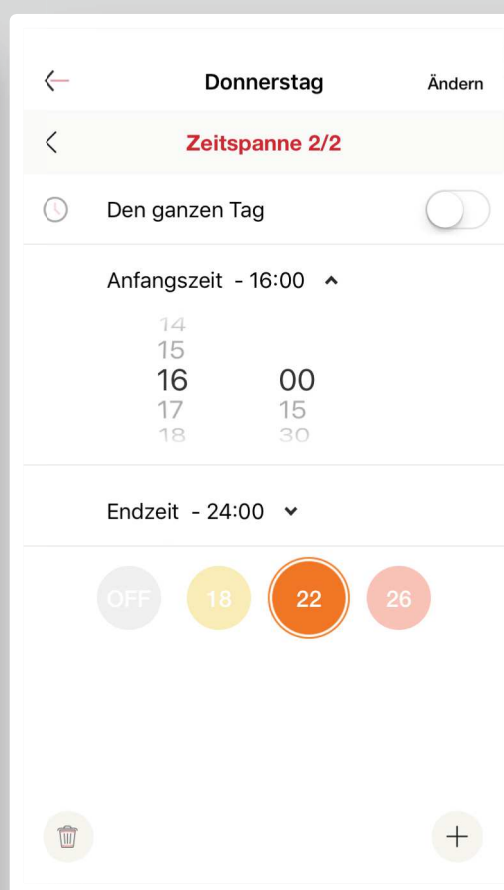 Donnerstag Ändern
Zeitspanne 2/2
Den ganzen Tag
Anfangszeit - 16:00
14
15
16 00
17 15
18 30
Endzeit - 24:00
OFF 18 22 26